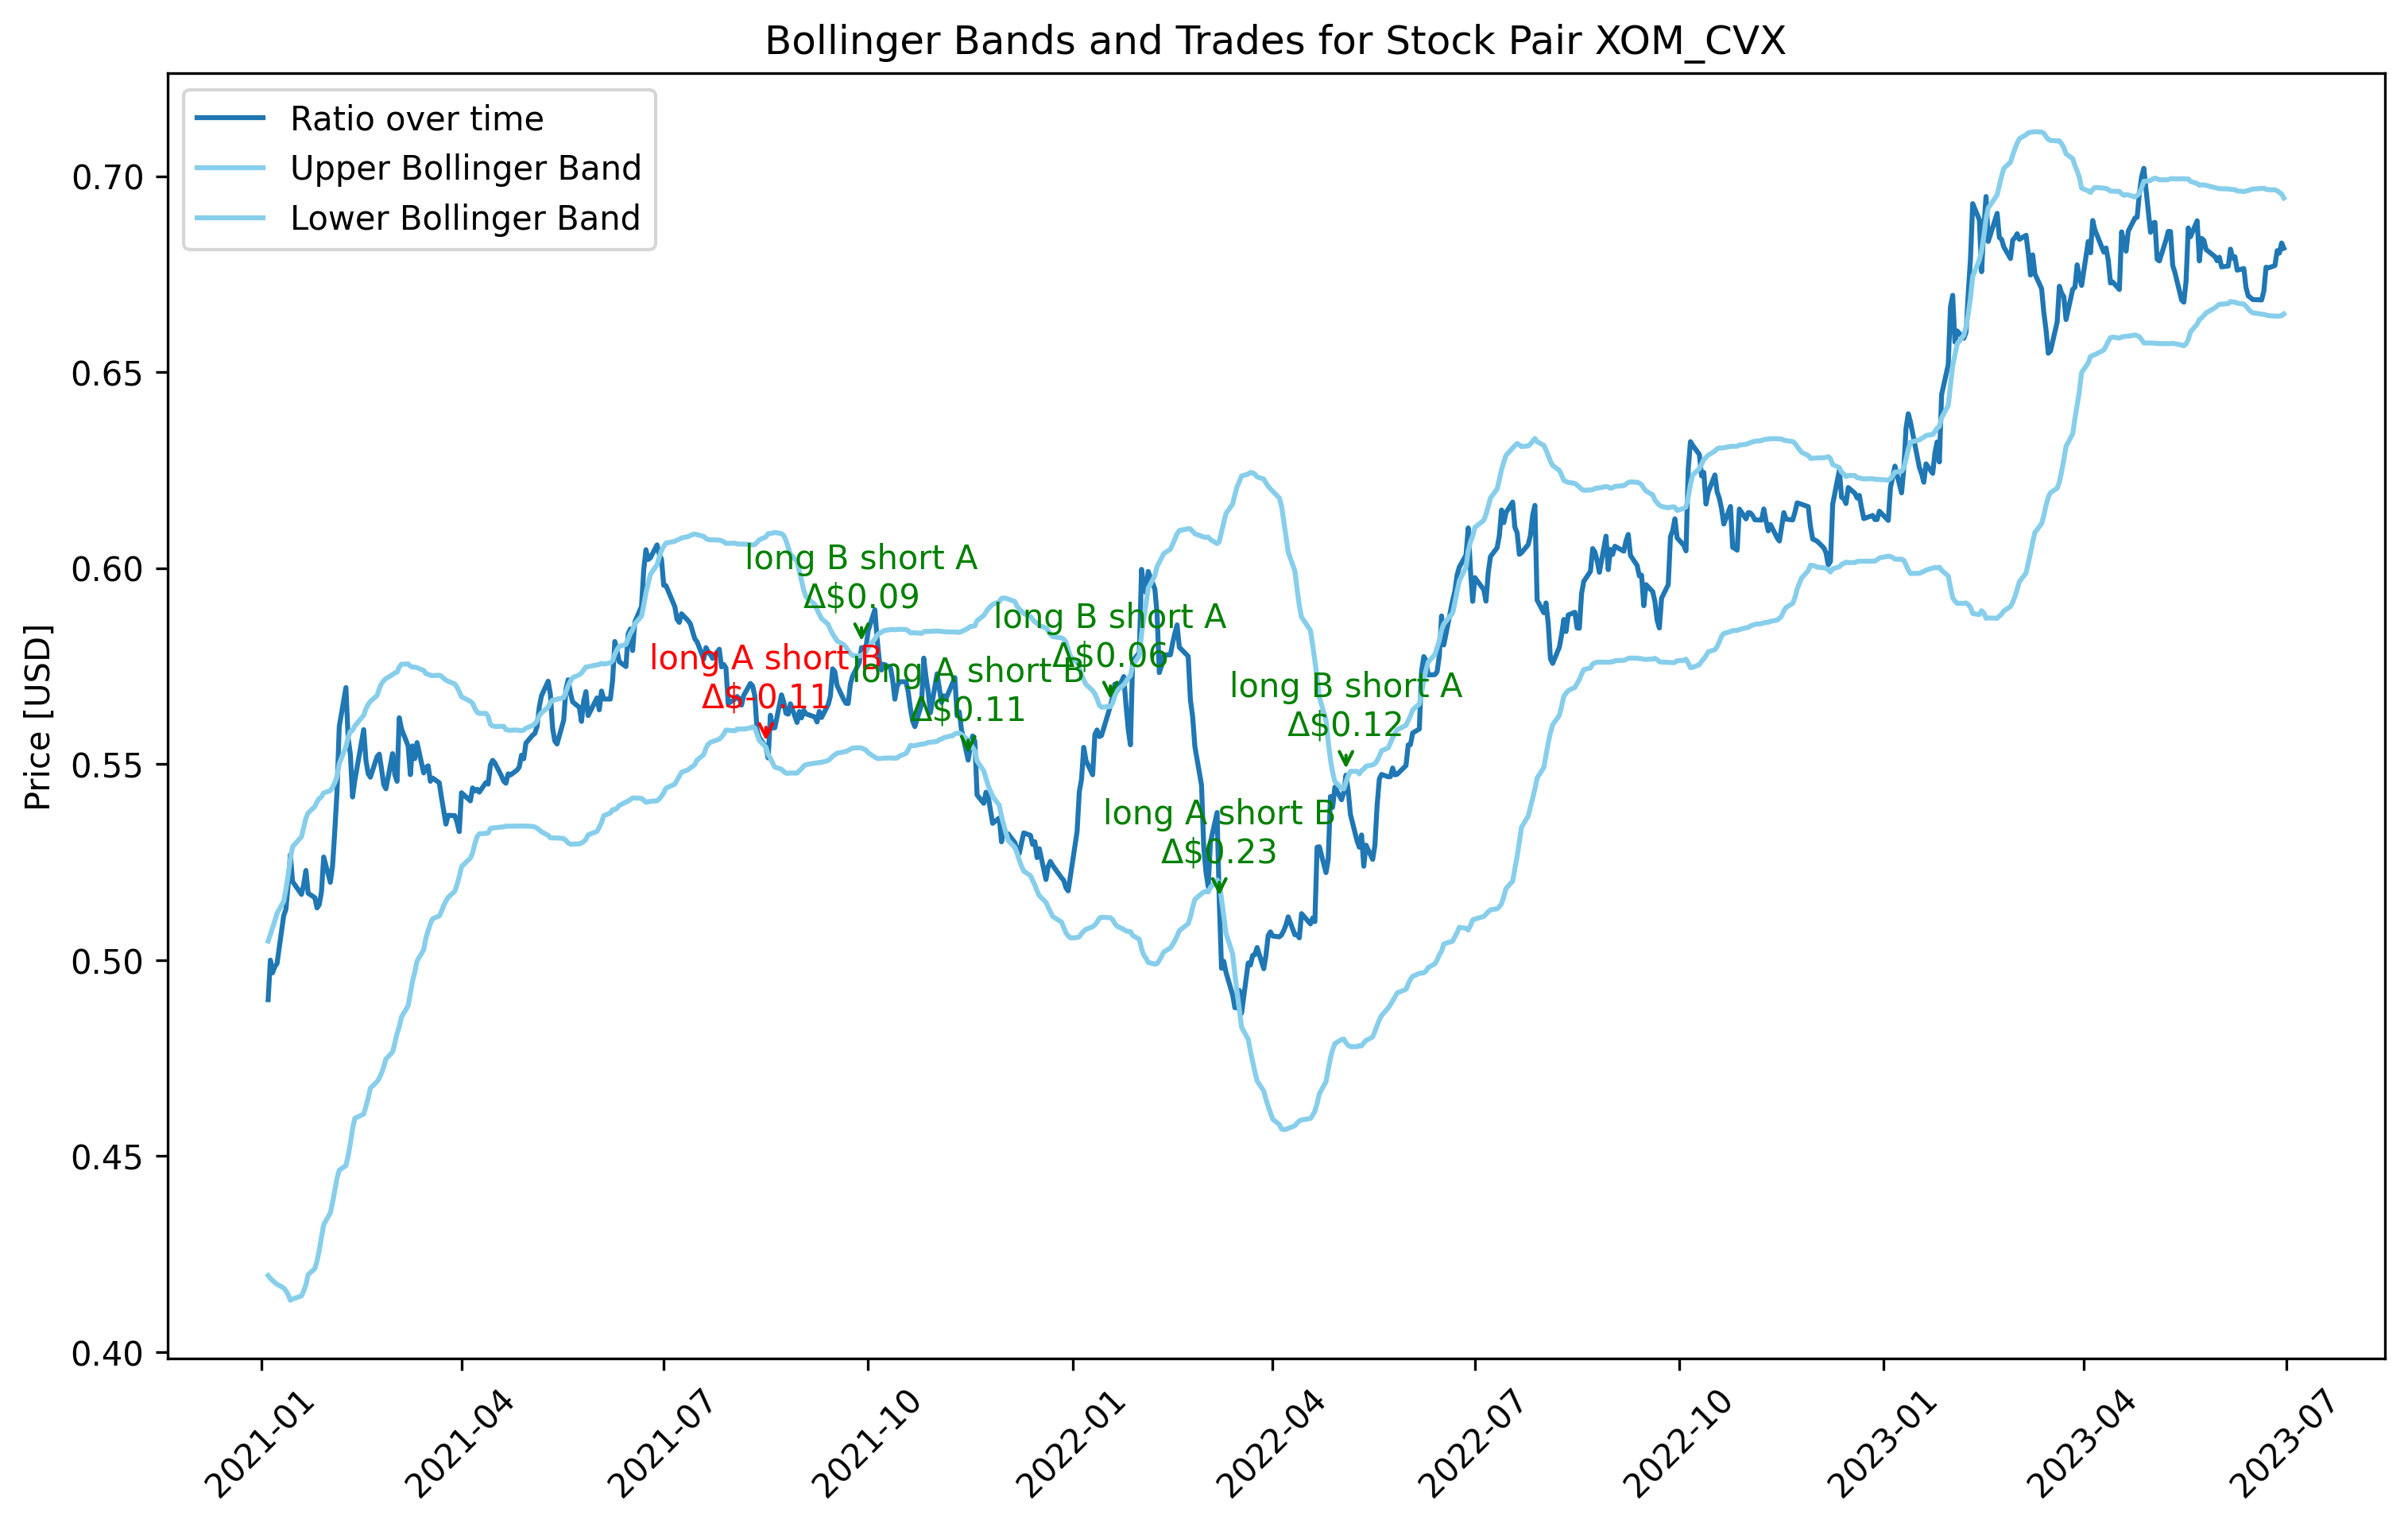 Bollinger Bands and Trades for Stock Pair XOM_CVX
Ratio over time
Upper Bollinger Band
Lower Bollinger Band
Price [USD]
0.70
0.65
0.60
0.55
0.50
0.45
0.40
long B short A
Δ$0.09
long A short B
Δ$-0.11
long A short B
Δ$0.11
long B short A
Δ$0.06
long B short A
Δ$0.12
long A short B
Δ$0.23
2021-01
2021-04
2021-07
2021-10
2022-01
2022-04
2022-07
2022-10
2023-01
2023-04
2023-07